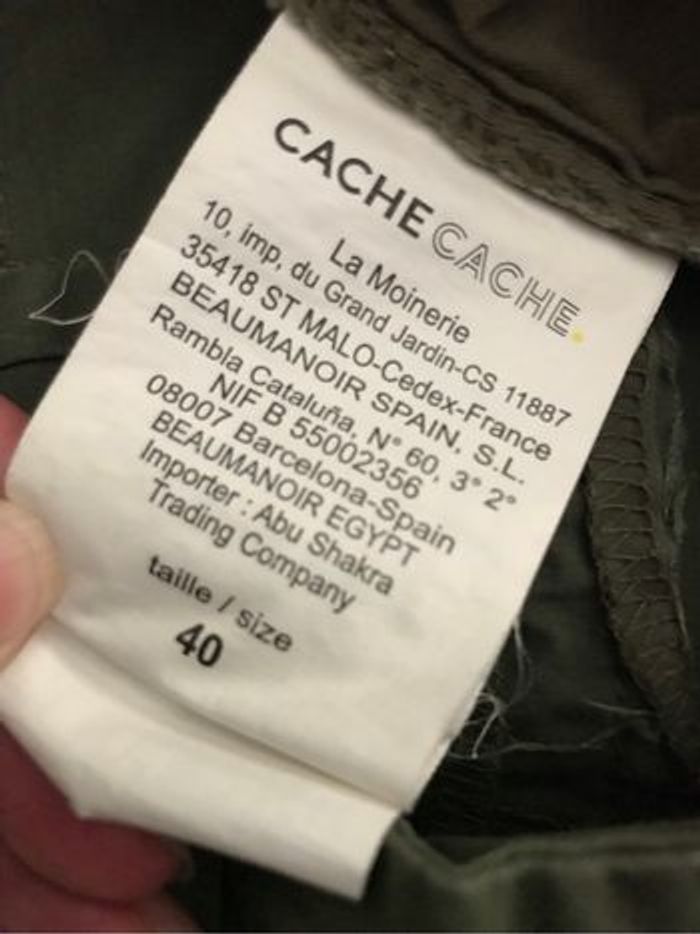 CACHE CACHE.
La Moinerie
10, imp, du Grand Jardin-CS 11887
35418 ST MALO-Cedex-France
BEAUMANOIR SPAIN, S.L.
Rambla Cataluña, N° 60, 3° 2°
NIF B 55002356
08007 Barcelona-Spain
BEAUMANOIR EGYPT
Importer : Abu Shakra
Trading Company
taille / size
40